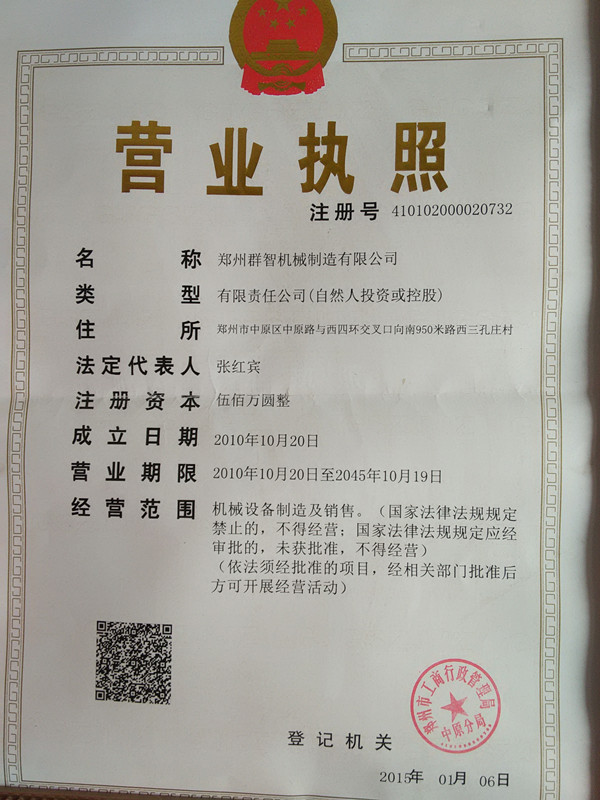 营业执照
注册号 410102000020732
名称 郑州群智机械制造有限公司
类型 有限责任公司(自然人投资或控股)
住所 郑州市中原区中原路与西四环交叉口向南950米路西三孔庄村
法定代表人 张红宾
注册资本 伍佰万圆整
成立日期 2010年10月20日
营业期限 2010年10月20日至2045年10月19日
经营范围 机械设备制造及销售。（国家法律法规规定
禁止的，不得经营；国家法律法规规定应经
审批的，未获批准，不得经营）
（依法须经批准的项目，经相关部门批准后
方可开展经营活动）
郑州市工商行政管理局
中原分局
登记机关
2015年 01月 06日